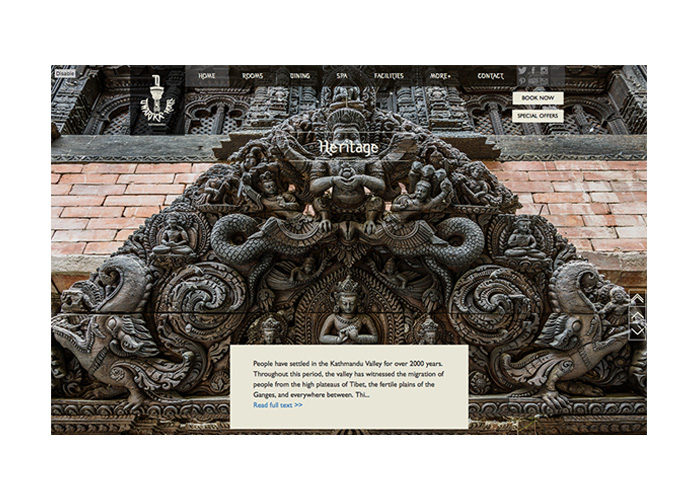 Disable
HOME ROOMS DINING SPA FACILITIES MORE CONTACT
BOOK NOW
SPECIAL OFFERS
Heritage
People have settled in the Kathmandu Valley for over 2000 years.
Throughout this period, the valley has witnessed the migration of
people from the high plateaus of Tibet, the fertile plains of the
Ganges, and everywhere between. Thi...
Read full text >>